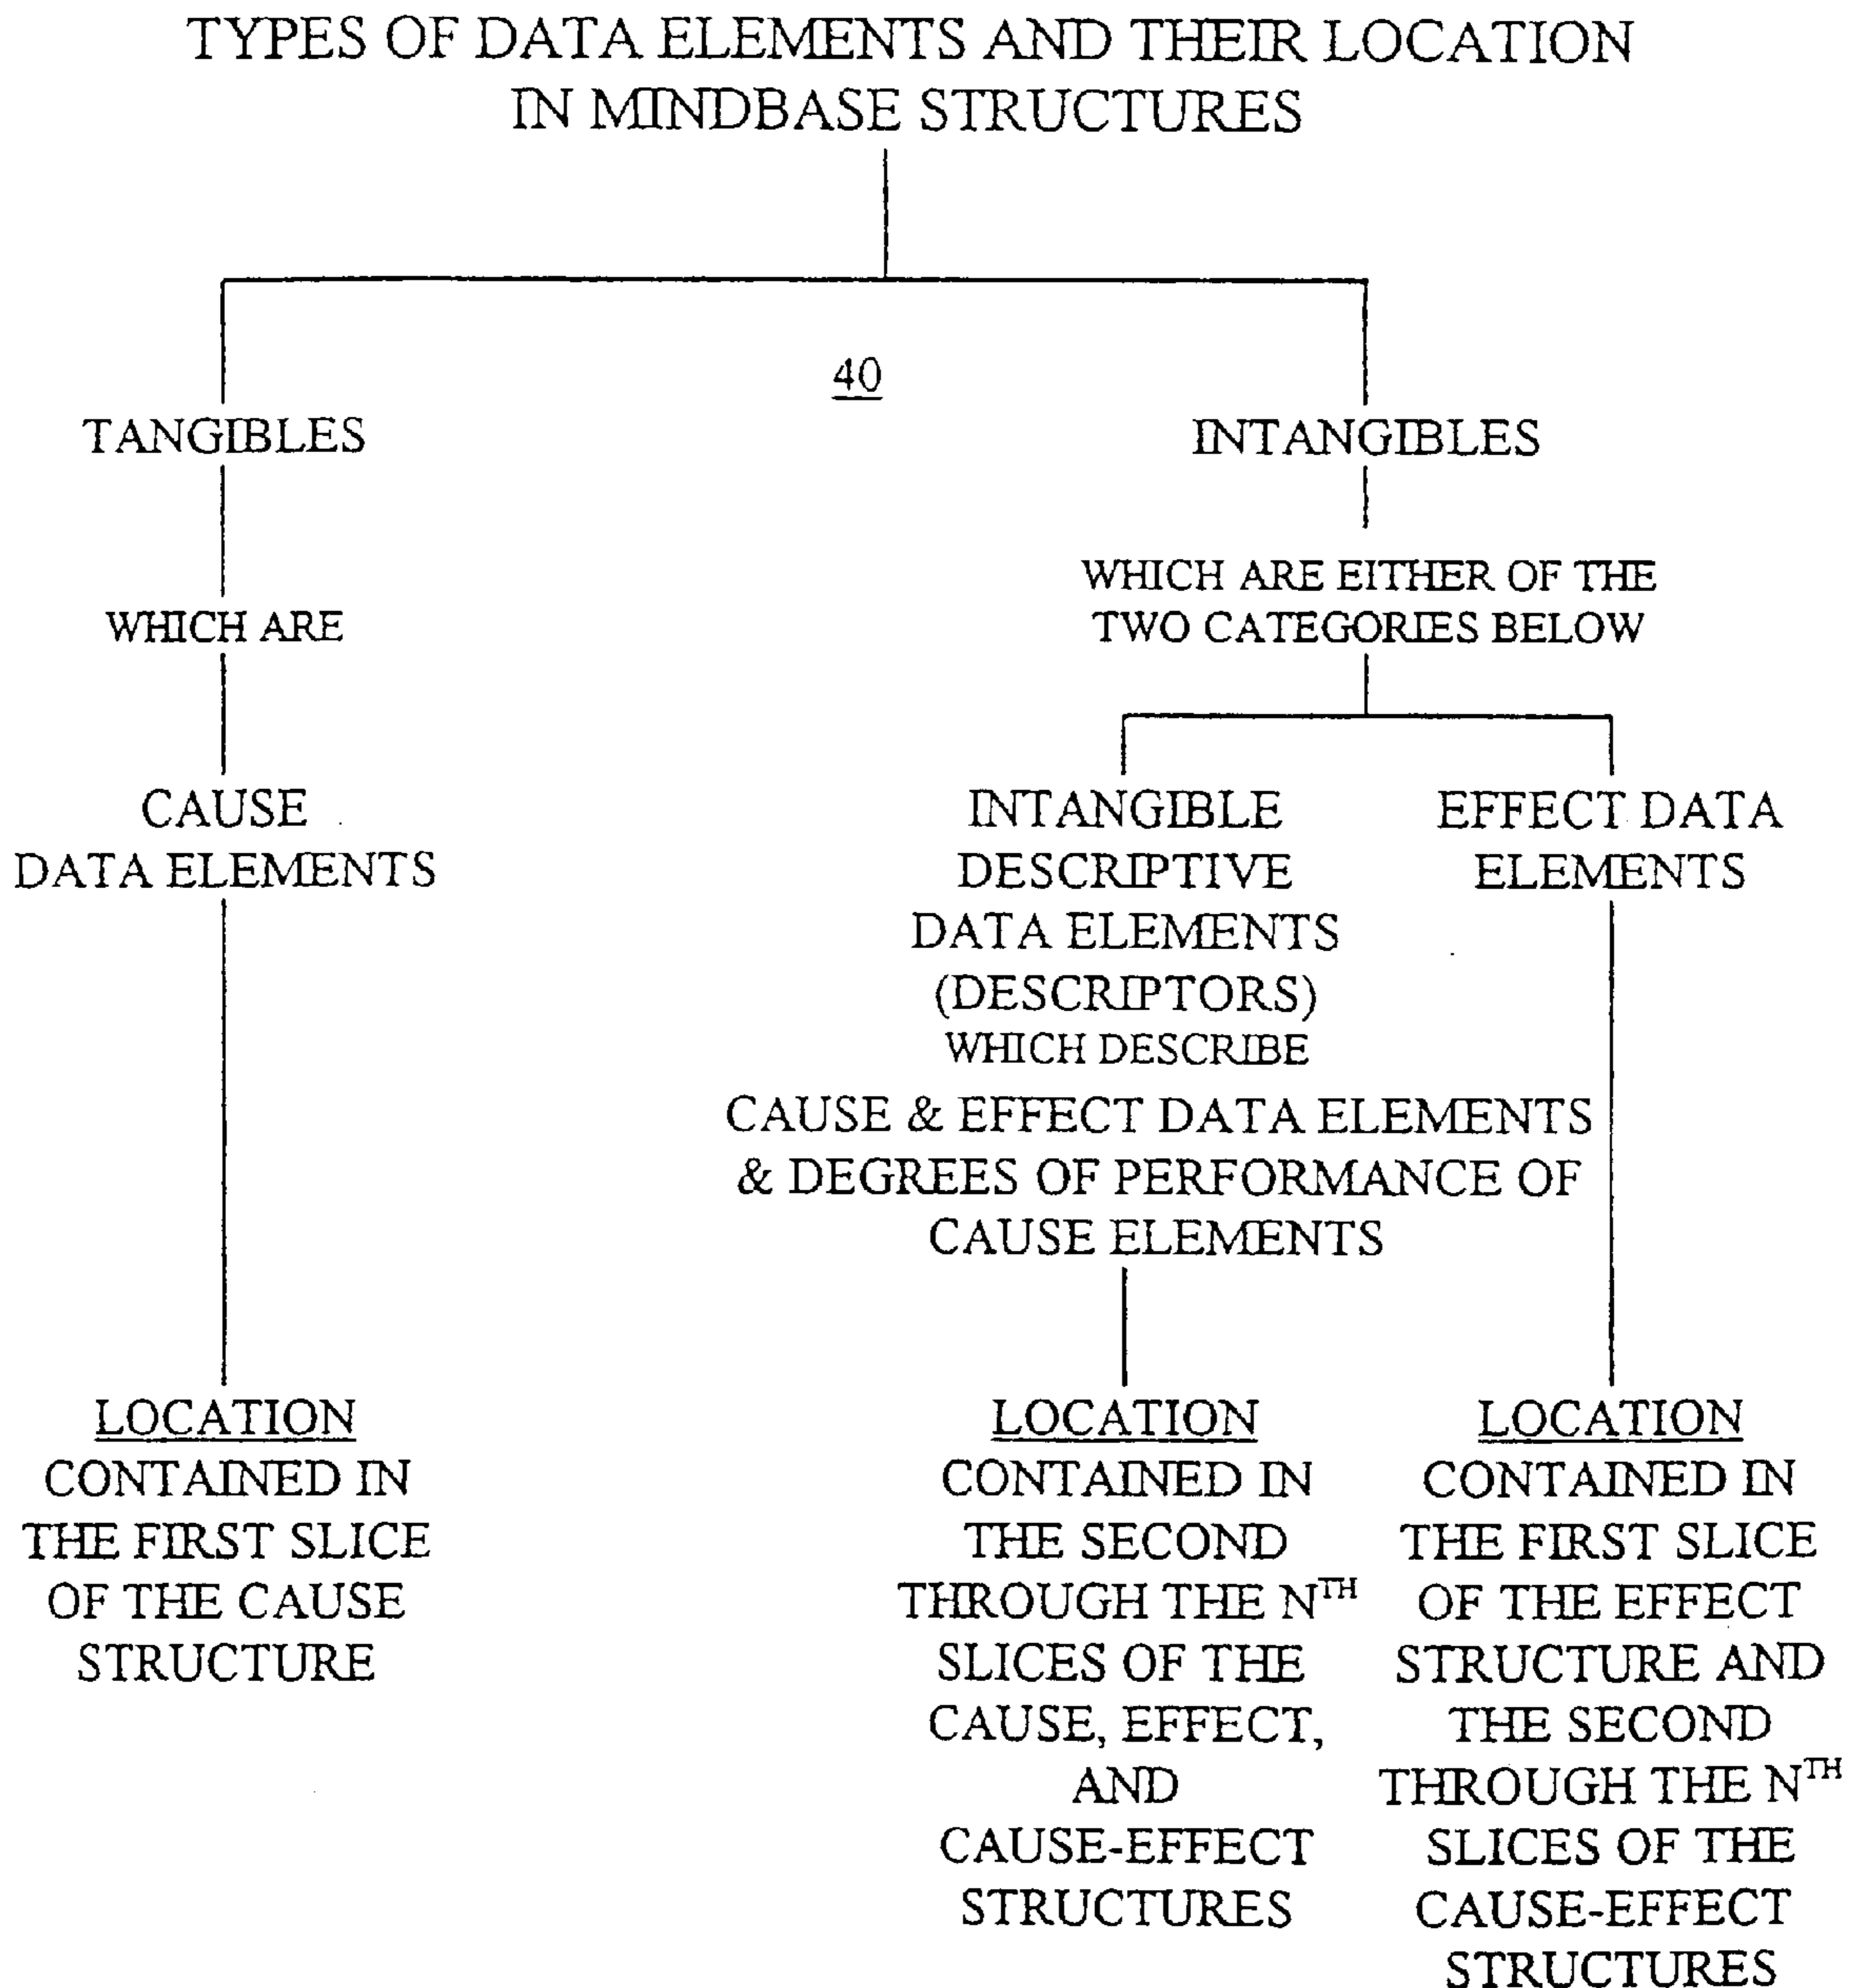 TYPES OF DATA ELEMENTS AND THEIR LOCATION
IN MINDBASE STRUCTURES
40
TANGIBLES
WHICH ARE
CAUSE
DATA ELEMENTS
LOCATION
CONTAINED IN
THE FIRST SLICE
OF THE CAUSE
STRUCTURE
INTANGIBLES
WHICH ARE EITHER OF THE
TWO CATEGORIES BELOW
INTANGIBLE
DESCRIPTIVE
DATA ELEMENTS
(DESCRIPTORS)
WHICH DESCRIBE
CAUSE & EFFECT DATA ELEMENTS
& DEGREES OF PERFORMANCE OF
CAUSE ELEMENTS
LOCATION
CONTAINED IN
THE SECOND
THROUGH THE NTH
SLICES OF THE
CAUSE, EFFECT,
AND
CAUSE-EFFECT
STRUCTURES
EFFECT DATA
ELEMENTS
LOCATION
CONTAINED IN
THE FIRST SLICE
OF THE EFFECT
STRUCTURE AND
THE SECOND
THROUGH THE NTH
SLICES OF THE
CAUSE-EFFECT
STRUCTURES